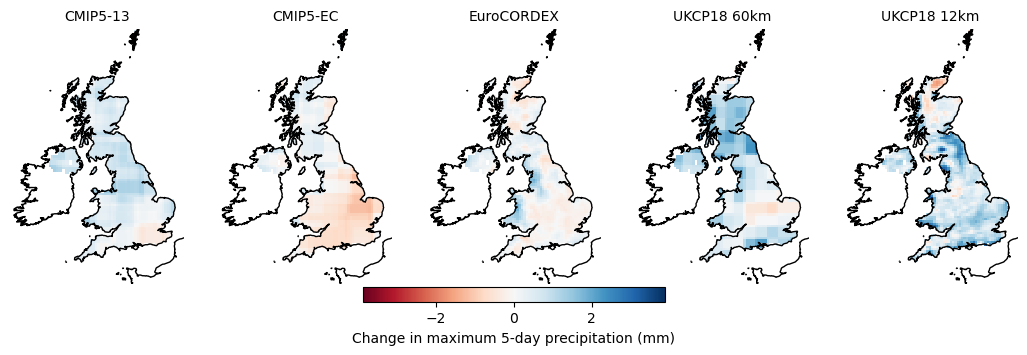 CMIP5-13 CMIP5-EC EuroCORDEX UKCP18 60km UKCP18 12km
−2 0 2
Change in maximum 5-day precipitation (mm)